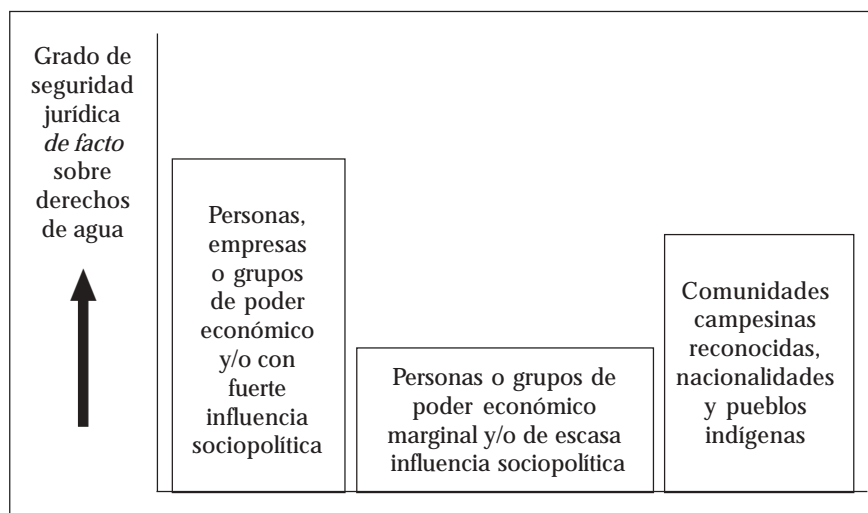 Grado de
seguridad
jurídica
de facto
sobre
derechos
de agua
Personas,
empresas
o grupos
de poder
económico
y/o con
fuerte
influencia
sociopolítica
Personas o grupos de
poder económico
marginal y/o de escasa
influencia sociopolítica
Comunidades
campesinas
reconocidas,
nacionalidades
y pueblos
indígenas